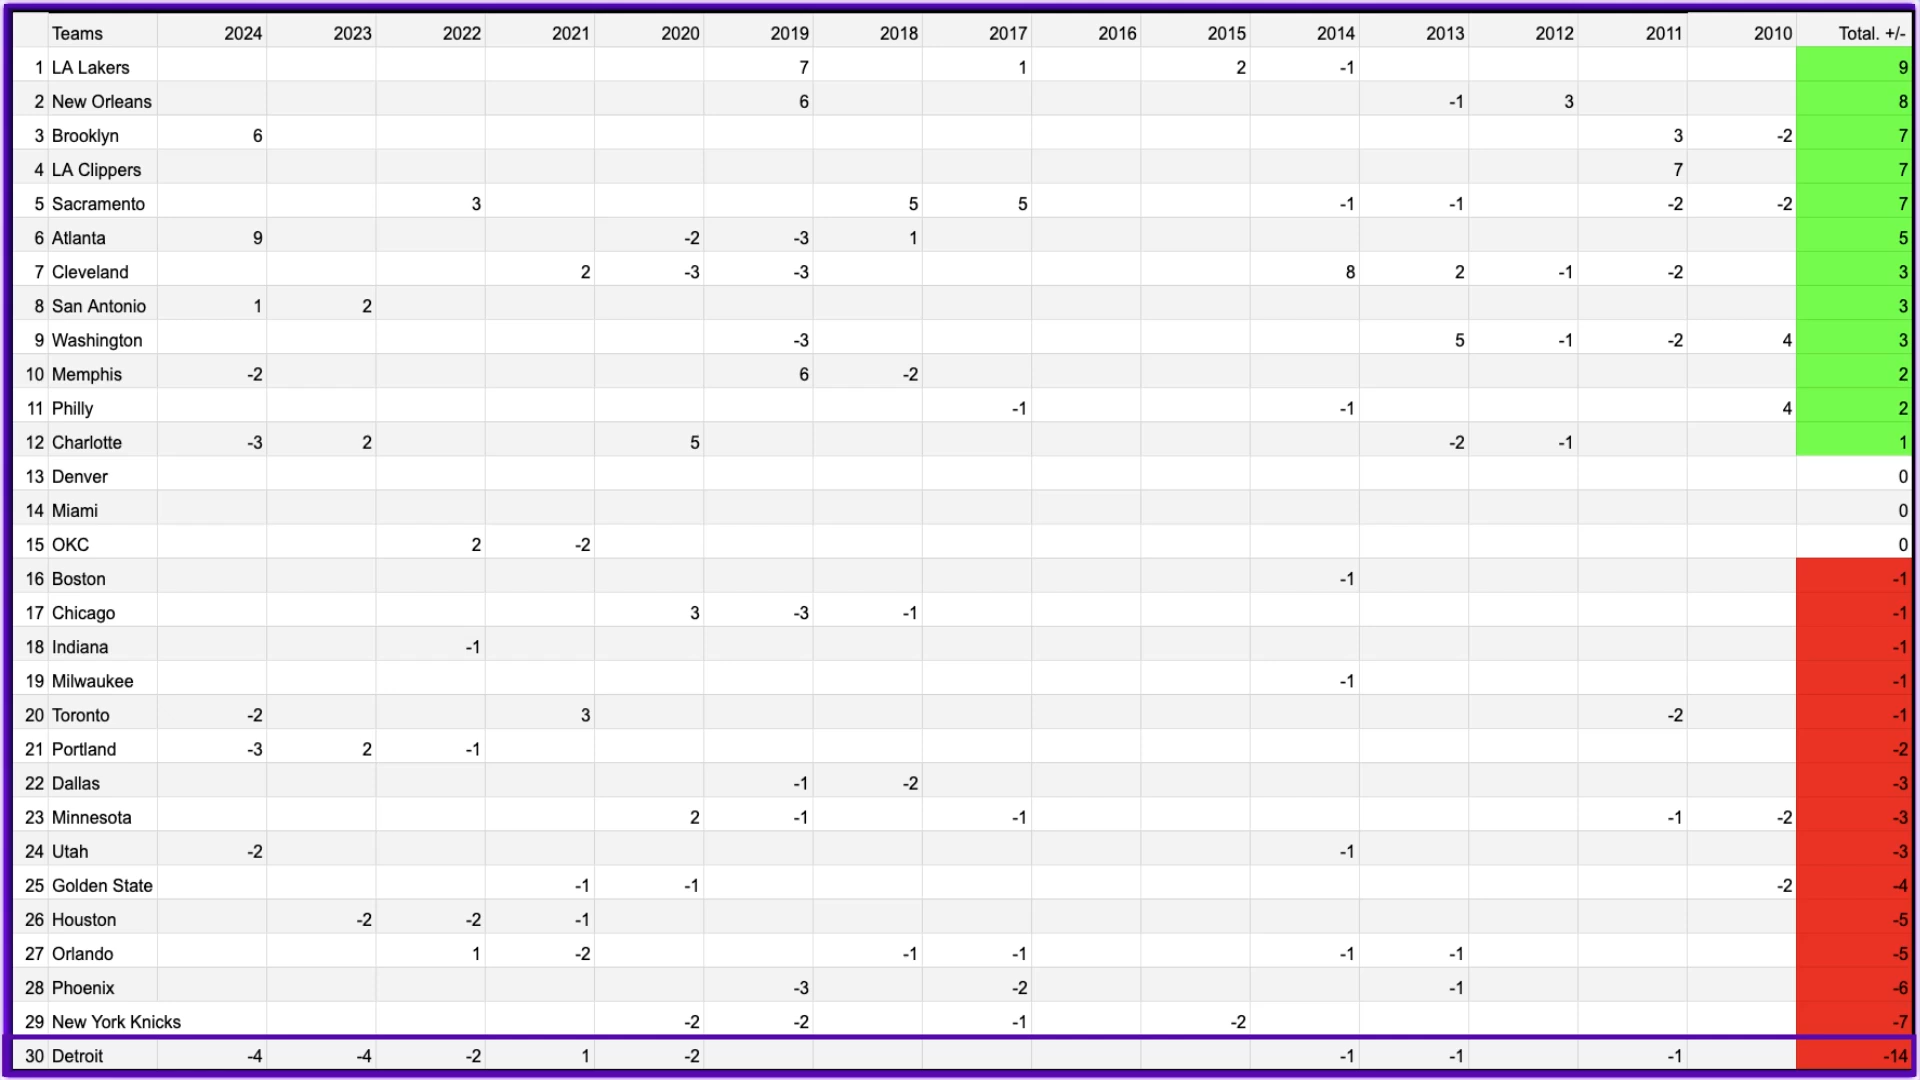 Teams 2024 2023 2022 2021 2020 2019 2018 2017 2016 2015 2014 2013 2012 2011 2010 Total. +/-
1 LA Lakers 7 1 2 -1 9
2 New Orleans 6 -1 3 8
3 Brooklyn 6 3 -2 7
4 LA Clippers 7 7
5 Sacramento 3 5 5 -1 -1 -2 -2 7
6 Atlanta 9 -2 -3 1 5
7 Cleveland 2 -3 -3 8 2 -1 -2 3
8 San Antonio 1 2 3
9 Washington -3 5 -1 -2 4 3
10 Memphis -2 6 -2 2
11 Philly -1 -1 4 2
12 Charlotte -3 2 5 -2 -1 1
13 Denver 0
14 Miami 0
15 OKC 2 -2 0
16 Boston -1 -1
17 Chicago 3 -3 -1 -1
18 Indiana -1 -1
19 Milwaukee -1 -1
20 Toronto -2 3 -2 -1
21 Portland -3 2 -1 -2
22 Dallas -1 -2 -3
23 Minnesota 2 -1 -1 -1 -2 -3
24 Utah -2 -1 -3
25 Golden State -1 -1 -2 -4
26 Houston -2 -2 -1 -5
27 Orlando 1 -2 -1 -1 -1 -1 -5
28 Phoenix -3 -2 -1 -6
29 New York Knicks -2 -2 -1 -2 -7
30 Detroit -4 -4 -2 1 -2 -1 -1 -1 -14